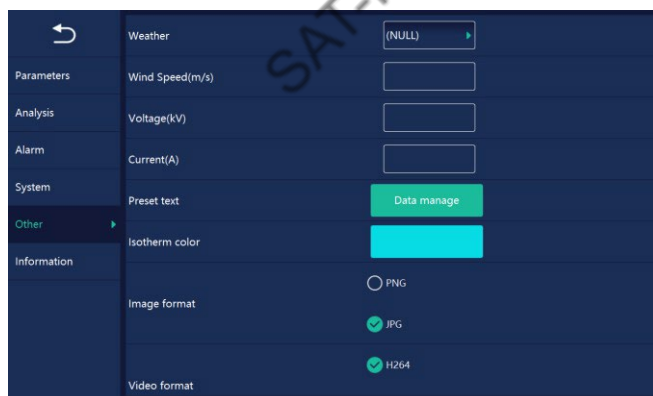 Weather
(NULL)
Parameters
Wind Speed(m/s)
Analysis
Voltage(kV)
Alarm
Current(A)
System
Preset text
Data manage
Other
Isotherm color
Information
PNG
Image format
JPG
H264
Video format